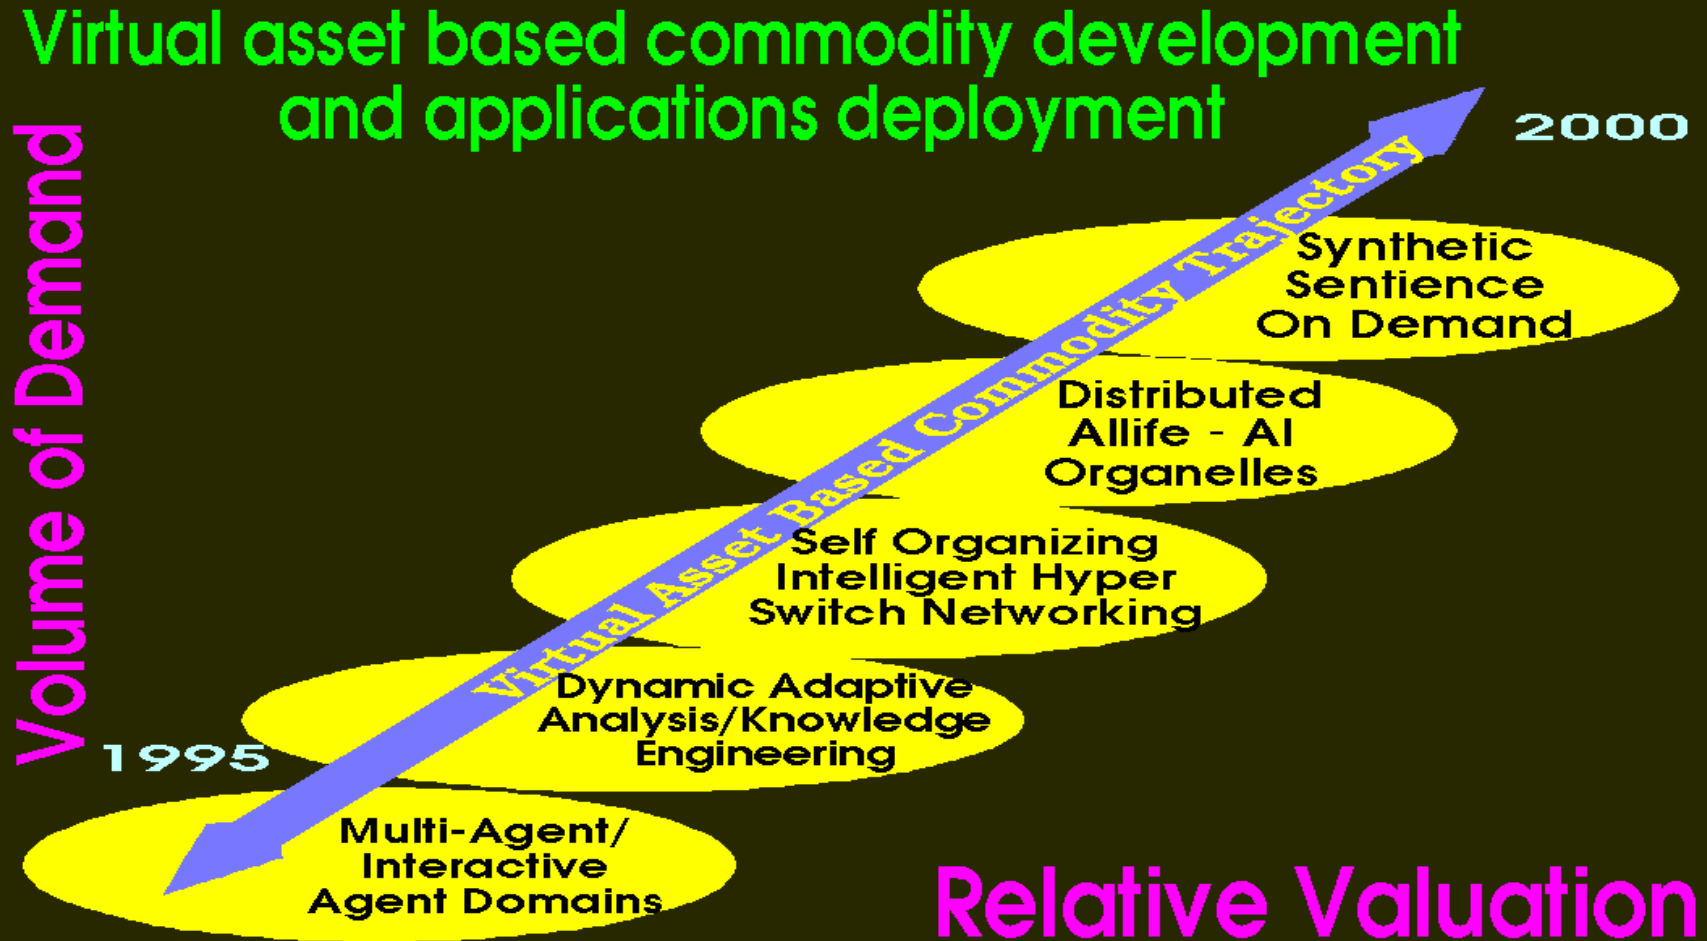 Virtual asset based commodity development
and applications deployment
2000
Volume of Demand
Virtual Asset Based Commodity Trajectory
Synthetic
Sentience
On Demand
Distributed
Allife - AI
Organelles
Self Organizing
Intelligent Hyper
Switch Networking
Dynamic Adaptive
Analysis/Knowledge
Engineering
1995
Multi-Agent/
Interactive
Agent Domains
Relative Valuation